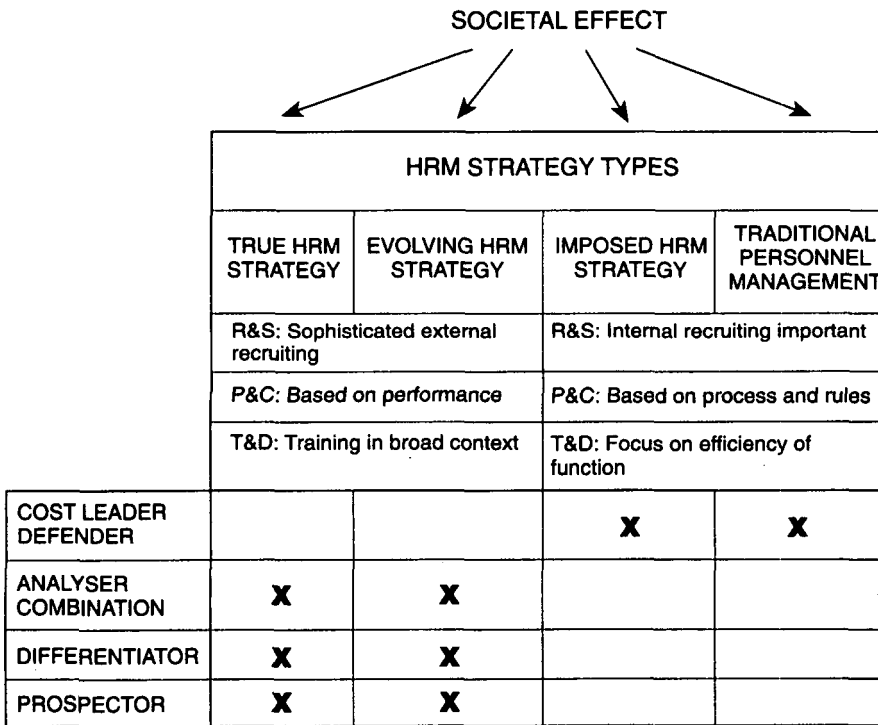 SOCIETAL EFFECT
HRM STRATEGY TYPES
TRUE HRM
STRATEGY
EVOLVING HRM
STRATEGY
IMPOSED HRM
STRATEGY
TRADITIONAL
PERSONNEL
MANAGEMENT
R&S: Sophisticated external
recruiting
R&S: Internal recruiting important
P&C: Based on performance
P&C: Based on process and rules
T&D: Training in broad context
T&D: Focus on efficiency of
function
COST LEADER
DEFENDER
X
X
ANALYSER
COMBINATION
X
X
DIFFERENTIATOR
X
X
PROSPECTOR
X
X